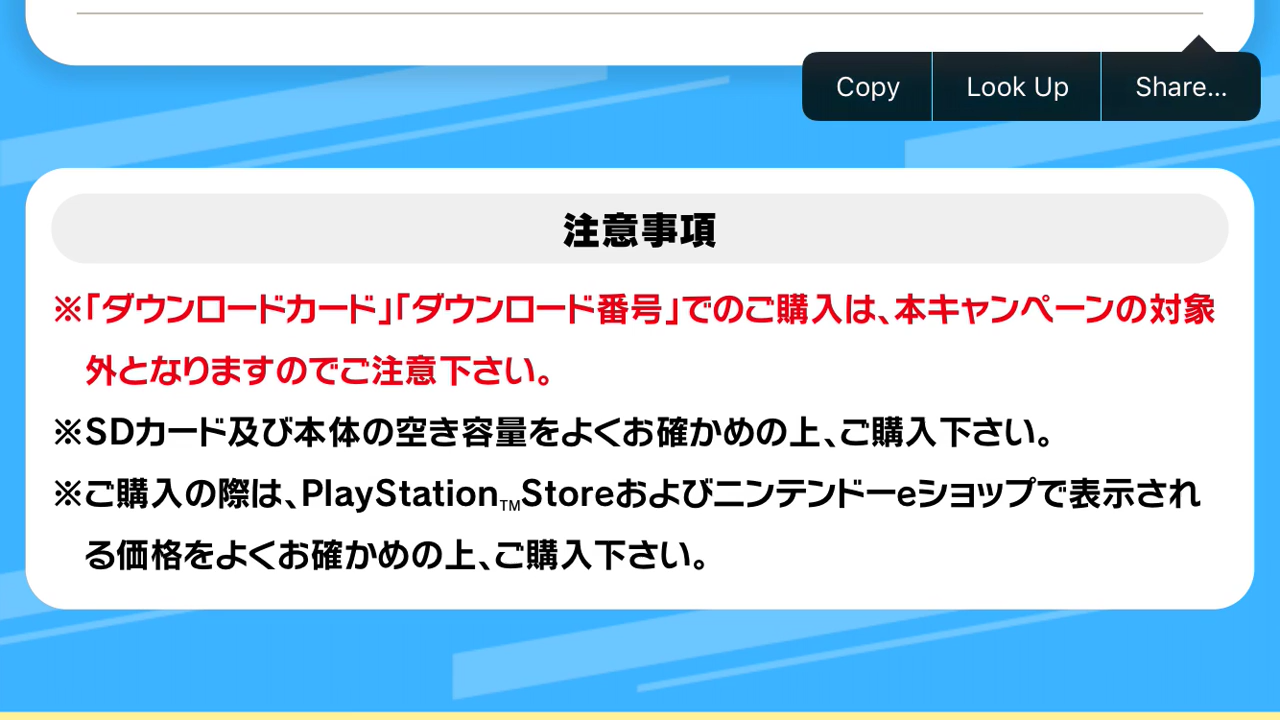 Copy Look Up Share...
注意事項
※「ダウンロードカード」「ダウンロード番号」でのご購入は、本キャンペーンの対象
外となりますのでご注意下さい。
※SDカード及び本体の空き容量をよくお確かめの上、ご購入下さい。
※ご購入の際は、PlayStation™Storeおよびニンテンドーeショップで表示され
る価格をよくお確かめの上、ご購入下さい。